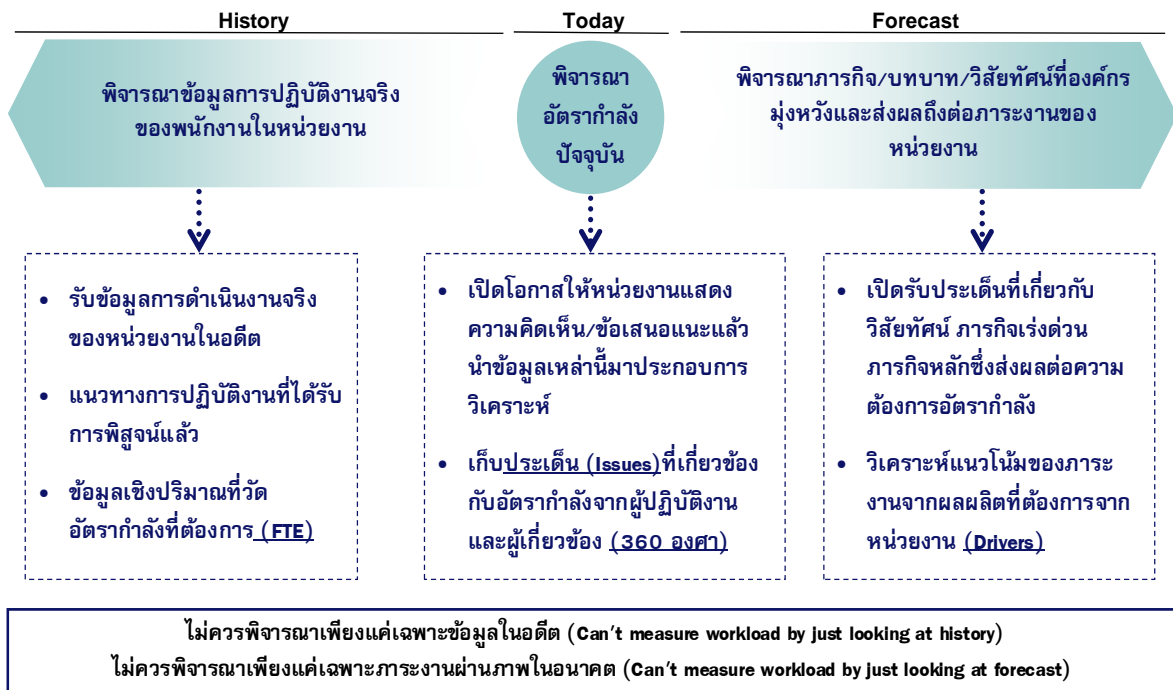 History
Today
Forecast
พิจารณาข้อมูลการปฏิบัติงานจริง
ของพนักงานในหน่วยงาน
พิจารณา
อัตรากำลัง
ปัจจุบัน
พิจารณาภารกิจ/บทบาท/วิสัยทัศน์ที่องค์กร
มุ่งหวังและส่งผลถึงต่อภาระงานของ
หน่วยงาน
• รับข้อมูลการดำเนินงานจริง
ของหน่วยงานในอดีต
• แนวทางการปฏิบัติงานที่ได้รับ
การพิสูจน์แล้ว
• ข้อมูลเชิงปริมาณที่วัด
อัตรากำลังที่ต้องการ (FTE)
• เปิดโอกาสให้หน่วยงานแสดง
ความคิดเห็น/ข้อเสนอแนะแล้ว
นำข้อมูลเหล่านี้มาประกอบการ
วิเคราะห์
• เก็บประเด็น (Issues)ที่เกี่ยวข้อง
กับอัตรากำลังจากผู้ปฏิบัติงาน
และผู้เกี่ยวข้อง (360 องศา)
• เปิดรับประเด็นที่เกี่ยวกับ
วิสัยทัศน์ ภารกิจเร่งด่วน
ภารกิจหลักซึ่งส่งผลต่อความ
ต้องการอัตรากำลัง
• วิเคราะห์แนวโน้มของภาระ
งานจากผลผลิตที่ต้องการจาก
หน่วยงาน (Drivers)
ไม่ควรพิจารณาเพียงแค่เฉพาะข้อมูลในอดีต (Can't measure workload by just looking at history)
ไม่ควรพิจารณาเพียงแค่เฉพาะภาระงานผ่านภาพในอนาคต (Can't measure workload by just looking at forecast)